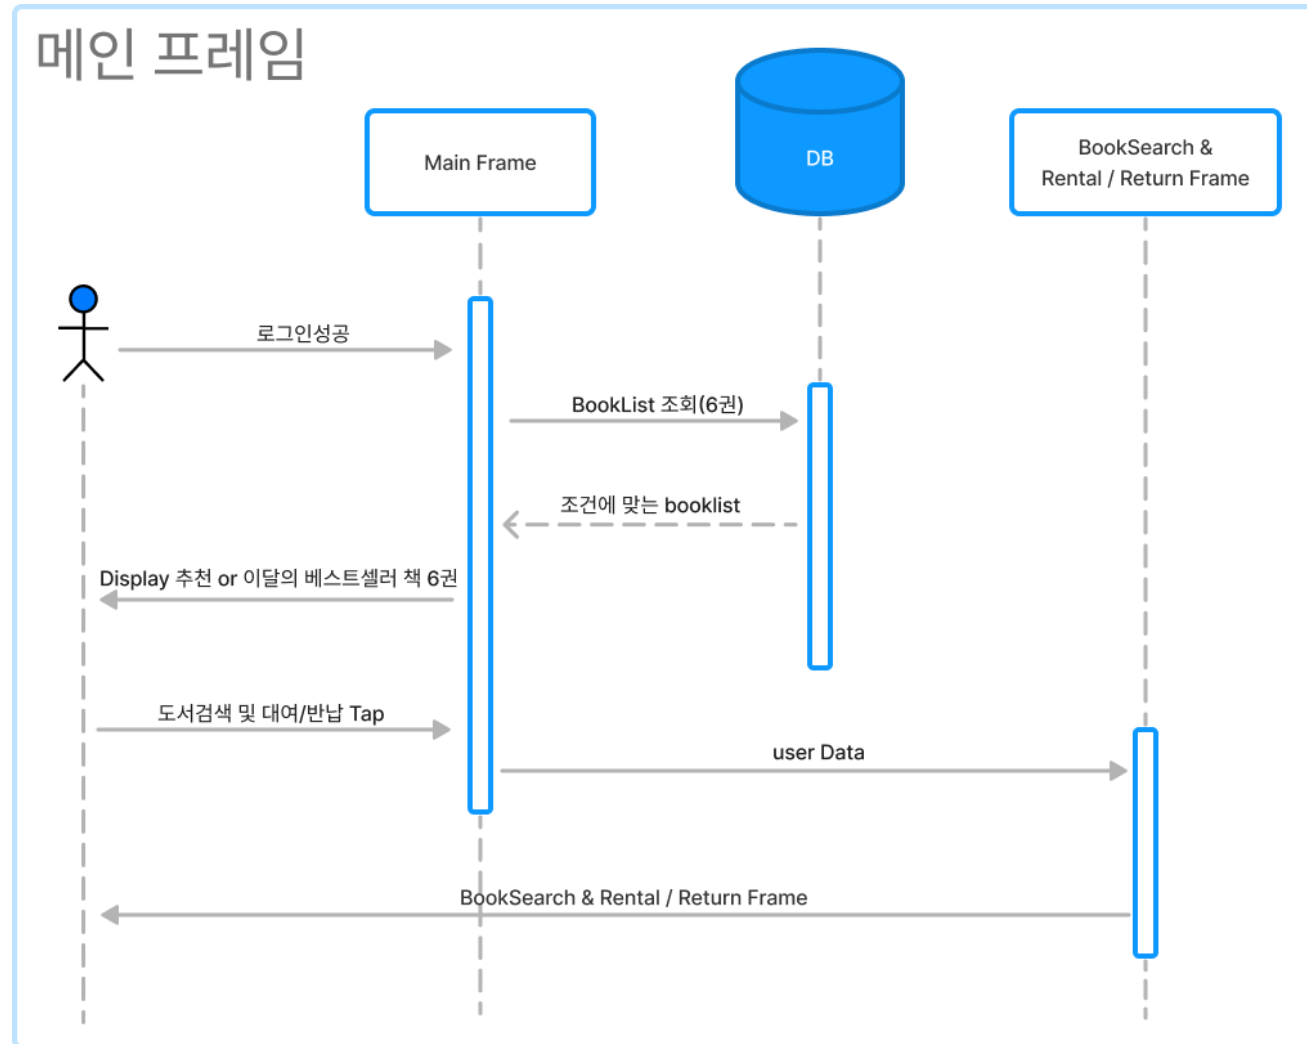 메인 프레임
Main Frame
DB
BookSearch &
Rental / Return Frame
로그인성공
BookList 조회(6권)
조건에 맞는 booklist
Display 추천 or 이달의 베스트셀러 책 6권
도서검색 및 대여/반납 Tap
user Data
BookSearch & Rental / Return Frame